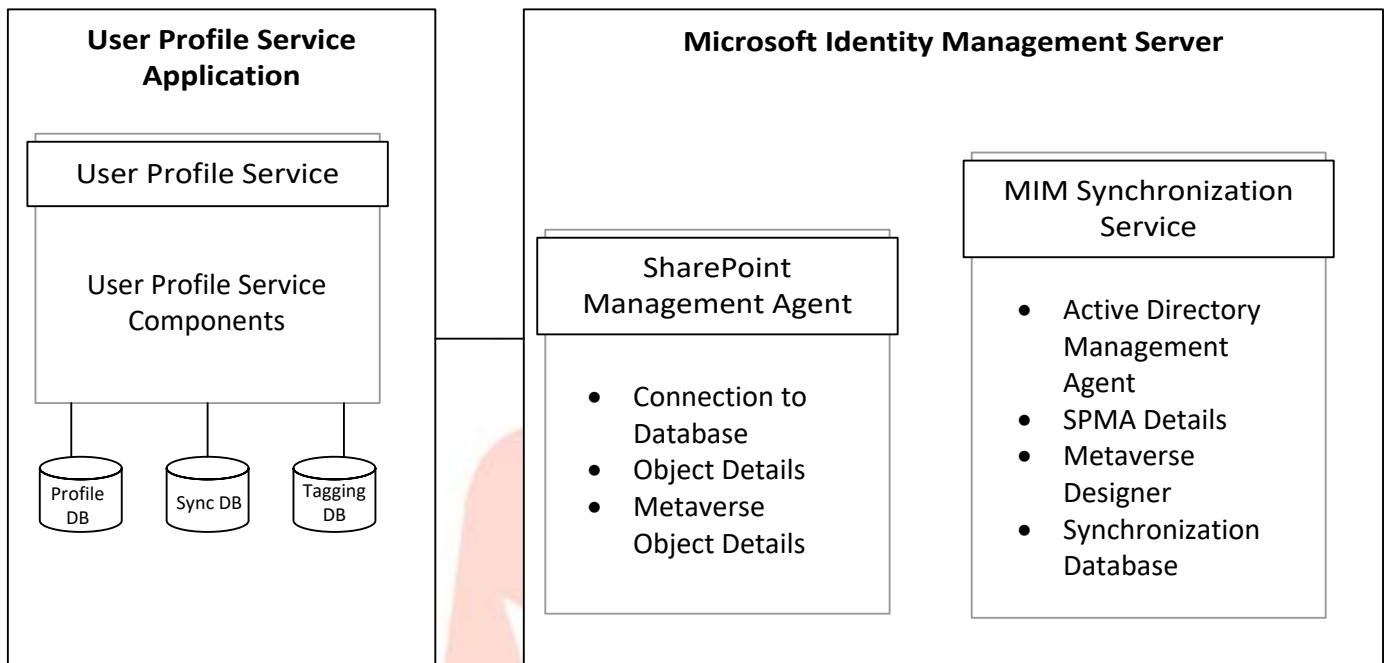 User Profile Service
Application
User Profile Service
User Profile Service
Components
Profile
DB
Sync DB
Tagging
DB
Microsoft Identity Management Server
SharePoint
Management Agent
• Connection to
Database
• Object Details
• Metaverse
Object Details
MIM Synchronization
Service
• Active Directory
Management
Agent
• SPMA Details
• Metaverse
Designer
• Synchronization
Database